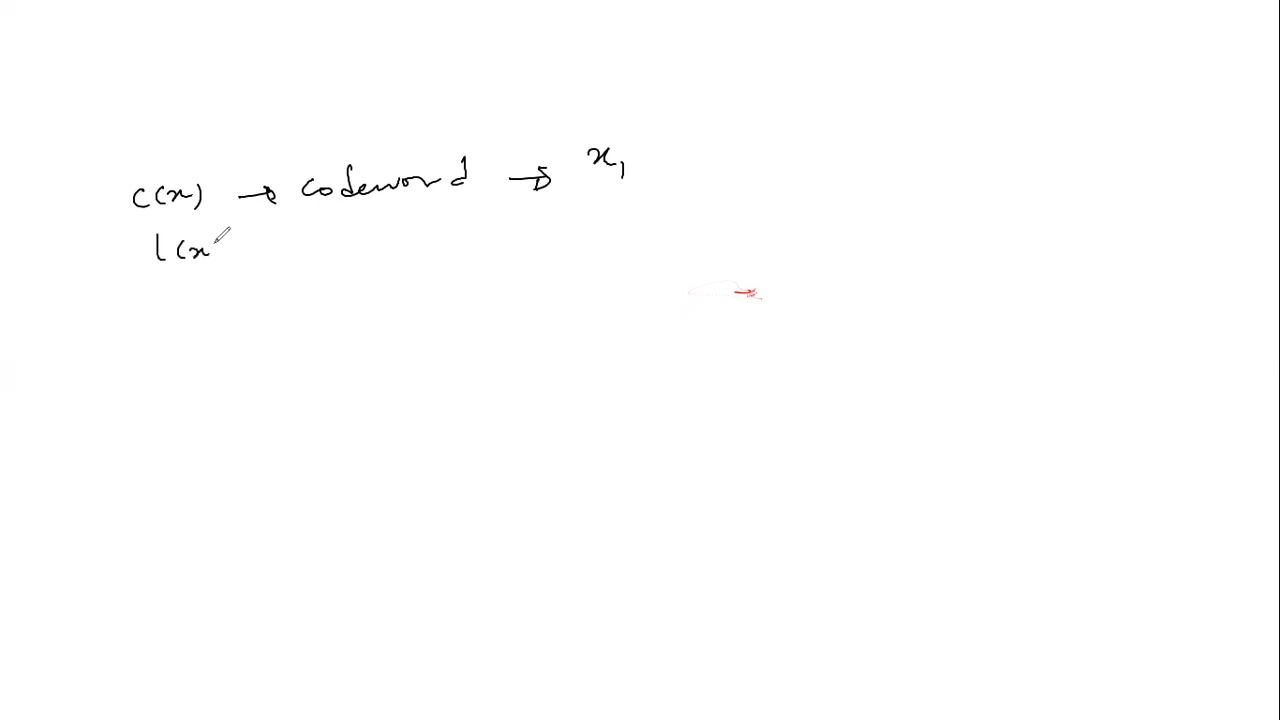 C(x) → codeword → x₁
l(x